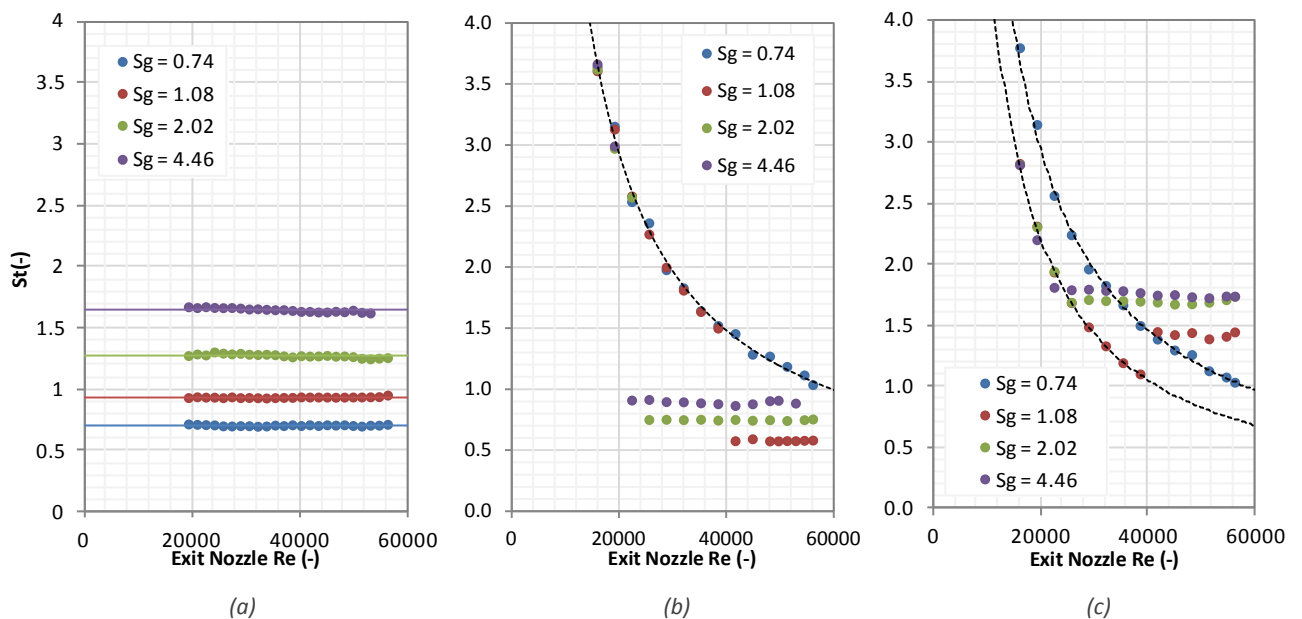 4
3.5
3
2.5
2
1.5
1
0.5
0
St(-)
Sg = 0.74
Sg = 1.08
Sg = 2.02
Sg = 4.46
0 20000 40000 60000
Exit Nozzle Re (-)
(a)
4.0
3.5
3.0
2.5
2.0
1.5
1.0
0.5
0.0
Sg = 0.74
Sg = 1.08
Sg = 2.02
Sg = 4.46
0 20000 40000 60000
Exit Nozzle Re (-)
(b)
4.0
3.5
3.0
2.5
2.0
1.5
1.0
0.5
0.0
Sg = 0.74
Sg = 1.08
Sg = 2.02
Sg = 4.46
0 20000 40000 60000
Exit Nozzle Re (-)
(c)